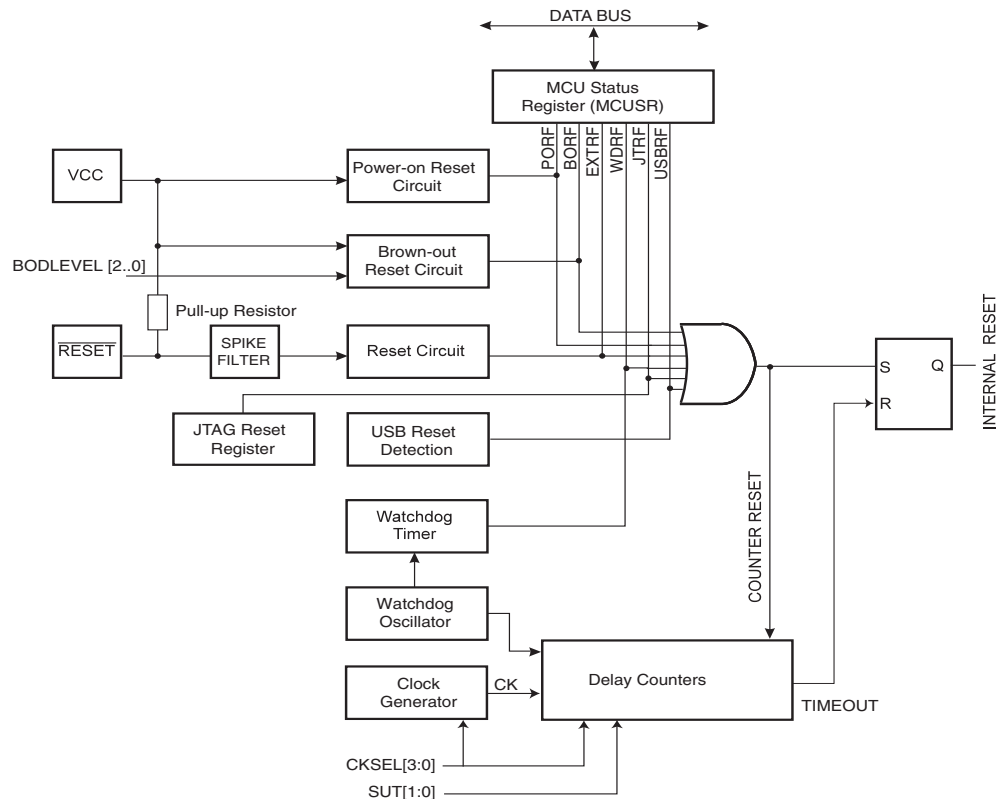 DATA BUS
MCU Status
Register (MCUSR)
PORF
BORF
EXTRF
WDRF
JTRF
USBRF
VCC
Power-on Reset
Circuit
BODLEVEL [2..0]
Brown-out
Reset Circuit
Pull-up Resistor
RESET
SPIKE
FILTER
Reset Circuit
JTAG Reset
Register
USB Reset
Detection
S
Q
R
INTERNAL RESET
Watchdog
Timer
COUNTER RESET
Watchdog
Oscillator
Clock
Generator
CK
Delay Counters
TIMEOUT
CKSEL[3:0]
SUT[1:0]